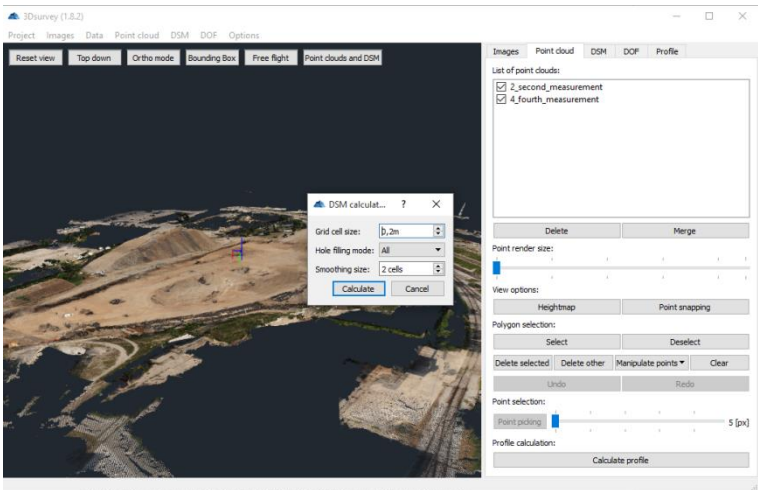 3Dsurvey (1.8.2)
Project Images Data Point cloud DSM DOF Options
Reset view Top down Ortho mode Bounding Box Free flight Point clouds and DSM
Images Point cloud DSM DOF Profile
List of point clouds:
2_second_measurement
4_fourth_measurement
DSM calculat... ?
Grid cell size: 0,2m
Hole filling mode: All
Smoothing size: 2 cells
Calculate Cancel
Delete Merge
Point render size:
View options:
Heightmap Point snapping
Polygon selection:
Select Deselect
Delete selected Delete other Manipulate points Clear
Undo Redo
Point selection:
Point picking 5 [px]
Profile calculation:
Calculate profile